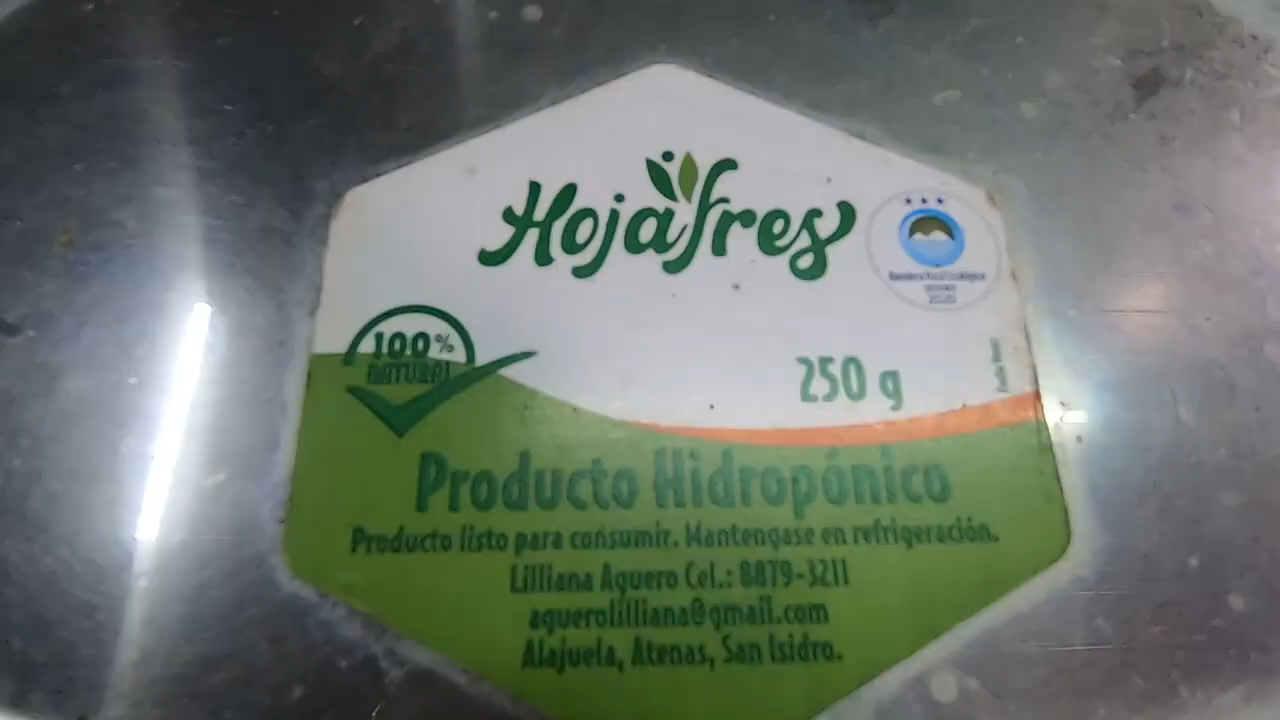 Hojafres
100%
NATURAL
250 g
Producto Hidropónico
Producto listo para consumir. Mantengase en refrigeración.
Lilliana Aguero Cel.: 8879-3211
aguerolilliana@gmail.com
Alajuela, Atenas, San Isidro.